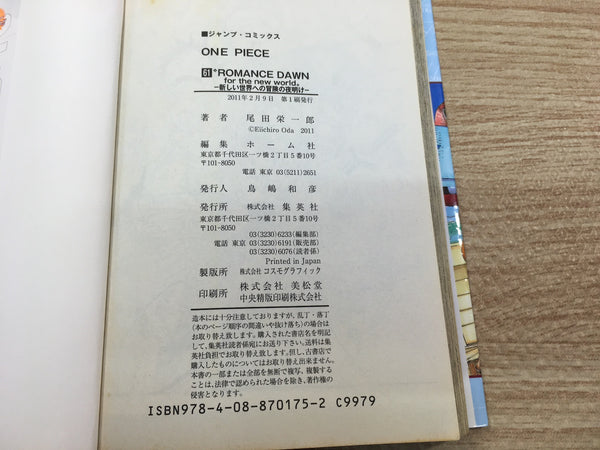 ■ジャンプ・コミックス
ONE PIECE
61 "ROMANCE DAWN
for the new world"
−新しい世界への冒険の夜明け−
2011年2月9日 第1刷発行
著者 尾田栄一郎
©Eiichiro Oda 2011
編集 ホーム社
東京都千代田区一ツ橋2丁目5番10号
〒101-8050
電話 東京 03(5211)2651
発行人 鳥嶋和彦
発行所 株式会社 集英社
東京都千代田区一ツ橋2丁目5番10号
〒101-8050
03(3230)6233(編集部)
電話 東京 03(3230)6191(販売部)
03(3230)6076(読者係)
Printed in Japan
製版所 株式会社 コスモグラフィック
印刷所 株式会社 美松堂
中央精版印刷株式会社
造本には十分注意しておりますが、乱丁・落丁
(本のページ順序の間違いや抜け落ち)の場合は
お取り替え致します。購入された書店名を明記
して、集英社読者係宛にお送り下さい。送料は集
英社負担でお取り替え致します。但し、古書店で
購入したものについてはお取り替え出来ません。
本書の一部または全部を無断で複写、複製する
ことは、法律で認められた場合を除き、著作権の
侵害となります。
ISBN978-4-08-870175-2 C9979